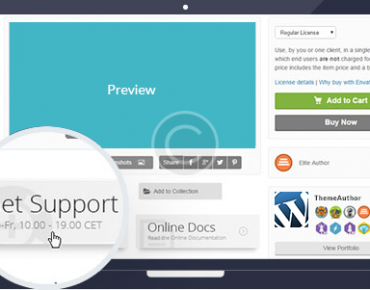 Regular License
Use, by you or one client, in a single
which end users are not charged for
price includes the item price and a b
License details | Why buy with Envat
Preview
Add to Cart
Buy Now
shots
Share
Elite Author
Add to Collection
et Support
Fr, 10.00 - 19.00 CET
Online Docs
Read the Online Documentation
ThemeAuthor
View Portfolio